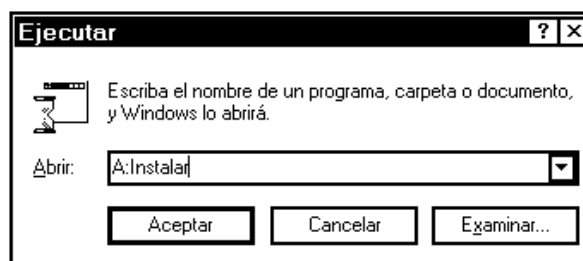 Ejecutar
Escriba el nombre de un programa, carpeta o documento,
y Windows lo abrirá.
Abrir: A:Instalar
Aceptar Cancelar Examinar...